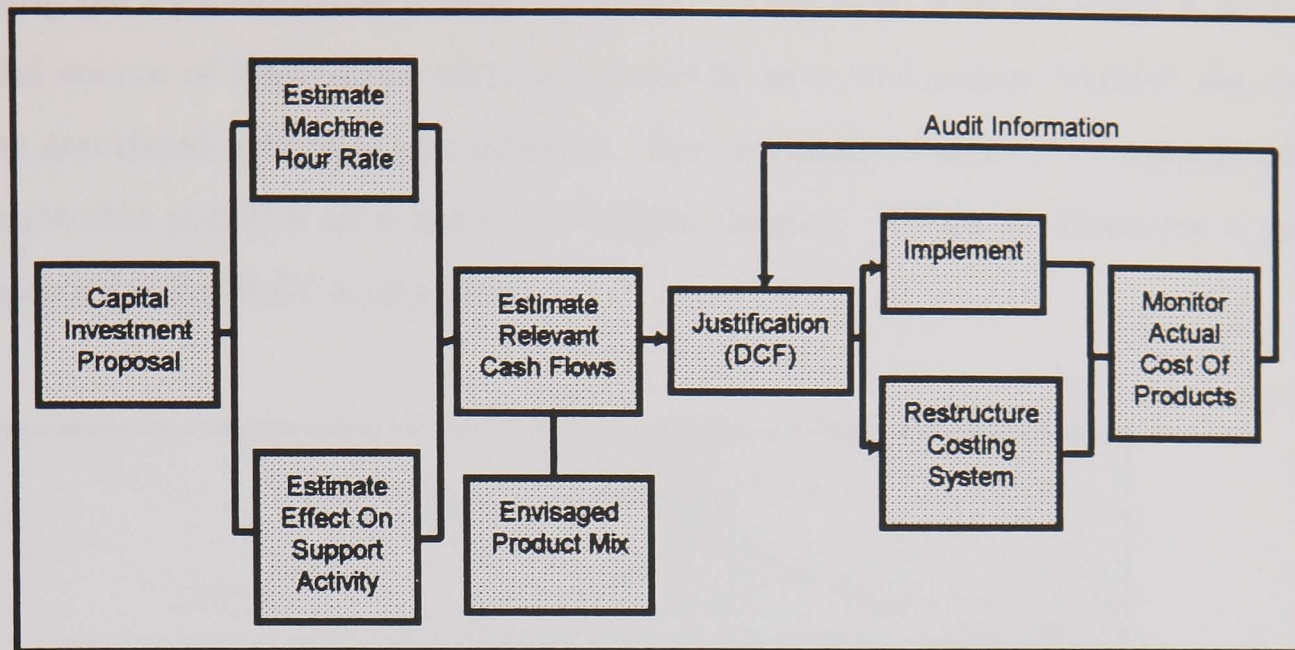 Estimate
Machine
Hour Rate
Audit Information
Capital
Investment
Proposal
Estimate
Relevant
Cash Flows
Justification
(DCF)
Implement
Monitor
Actual
Cost Of
Products
Restructure
Costing
System
Estimate
Effect On
Support
Activity
Envisaged
Product Mix